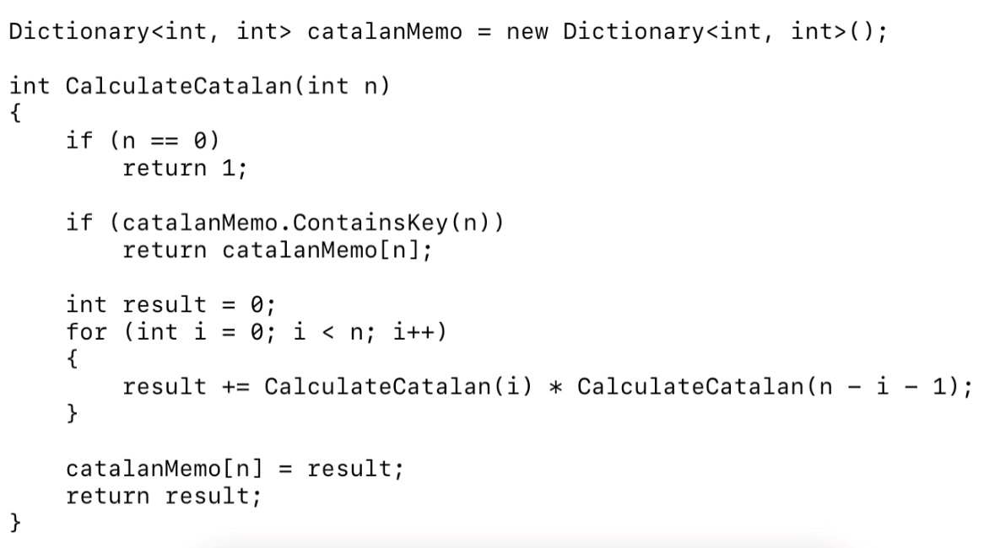 Dictionary<int, int> catalanMemo = new Dictionary<int, int>();

int CalculateCatalan(int n)
{
    if (n == 0)
        return 1;

    if (catalanMemo.ContainsKey(n))
        return catalanMemo[n];

    int result = 0;
    for (int i = 0; i < n; i++)
    {
        result += CalculateCatalan(i) * CalculateCatalan(n - i - 1);
    }

    catalanMemo[n] = result;
    return result;
}